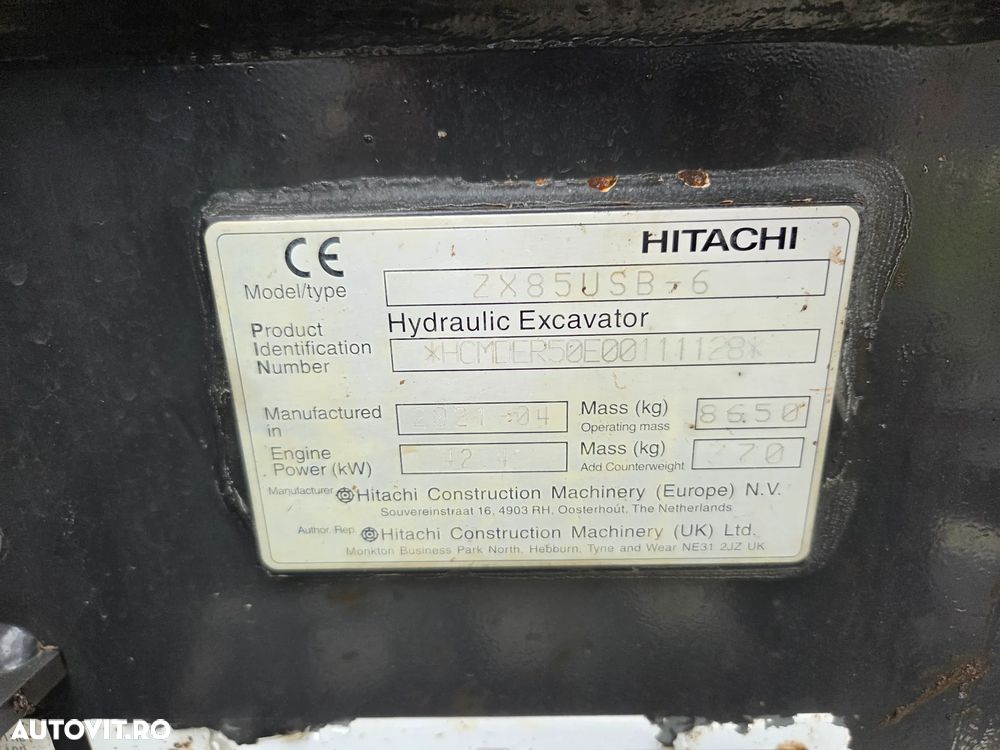 CE
HITACHI
Model/type ZX85USB-6
Hydraulic Excavator
Product
Identification
Number
*HCMDER50E00111128*
Manufactured
in
2021-04
Mass (kg)
Operating mass
8650
Engine
Power (kW)
42.4
Mass (kg)
Add Counterweight
370
Manufacturer Hitachi Construction Machinery (Europe) N.V.
Souvereinstraat 16, 4903 RH, Oosterhout, The Netherlands
Author. Rep. Hitachi Construction Machinery (UK) Ltd.
Monkton Business Park North, Hebburn, Tyne and Wear NE31 2JZ UK
AUTOVIT.RO